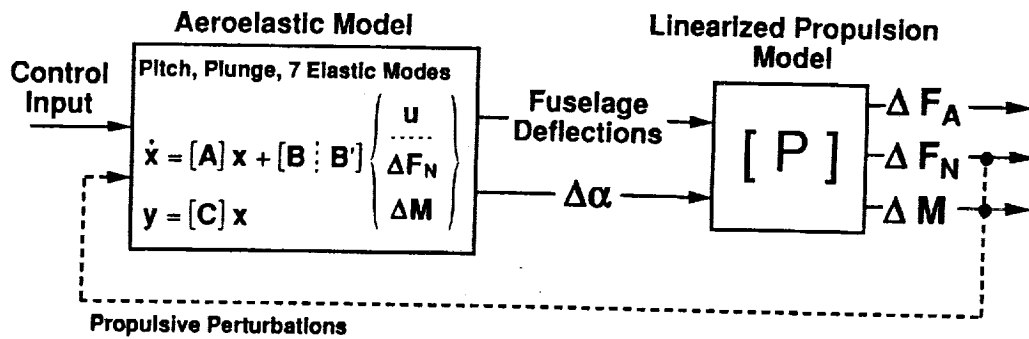 Aeroelastic Model
Linearized Propulsion
Model
Control
Input
Pitch, Plunge, 7 Elastic Modes
ẋ = [A] x + [B ⋮ B'] { u ..... ΔF_N ΔM }
y = [C] x
Fuselage
Deflections
Δα
[ P ]
Δ F_A
Δ F_N
Δ M
Propulsive Perturbations